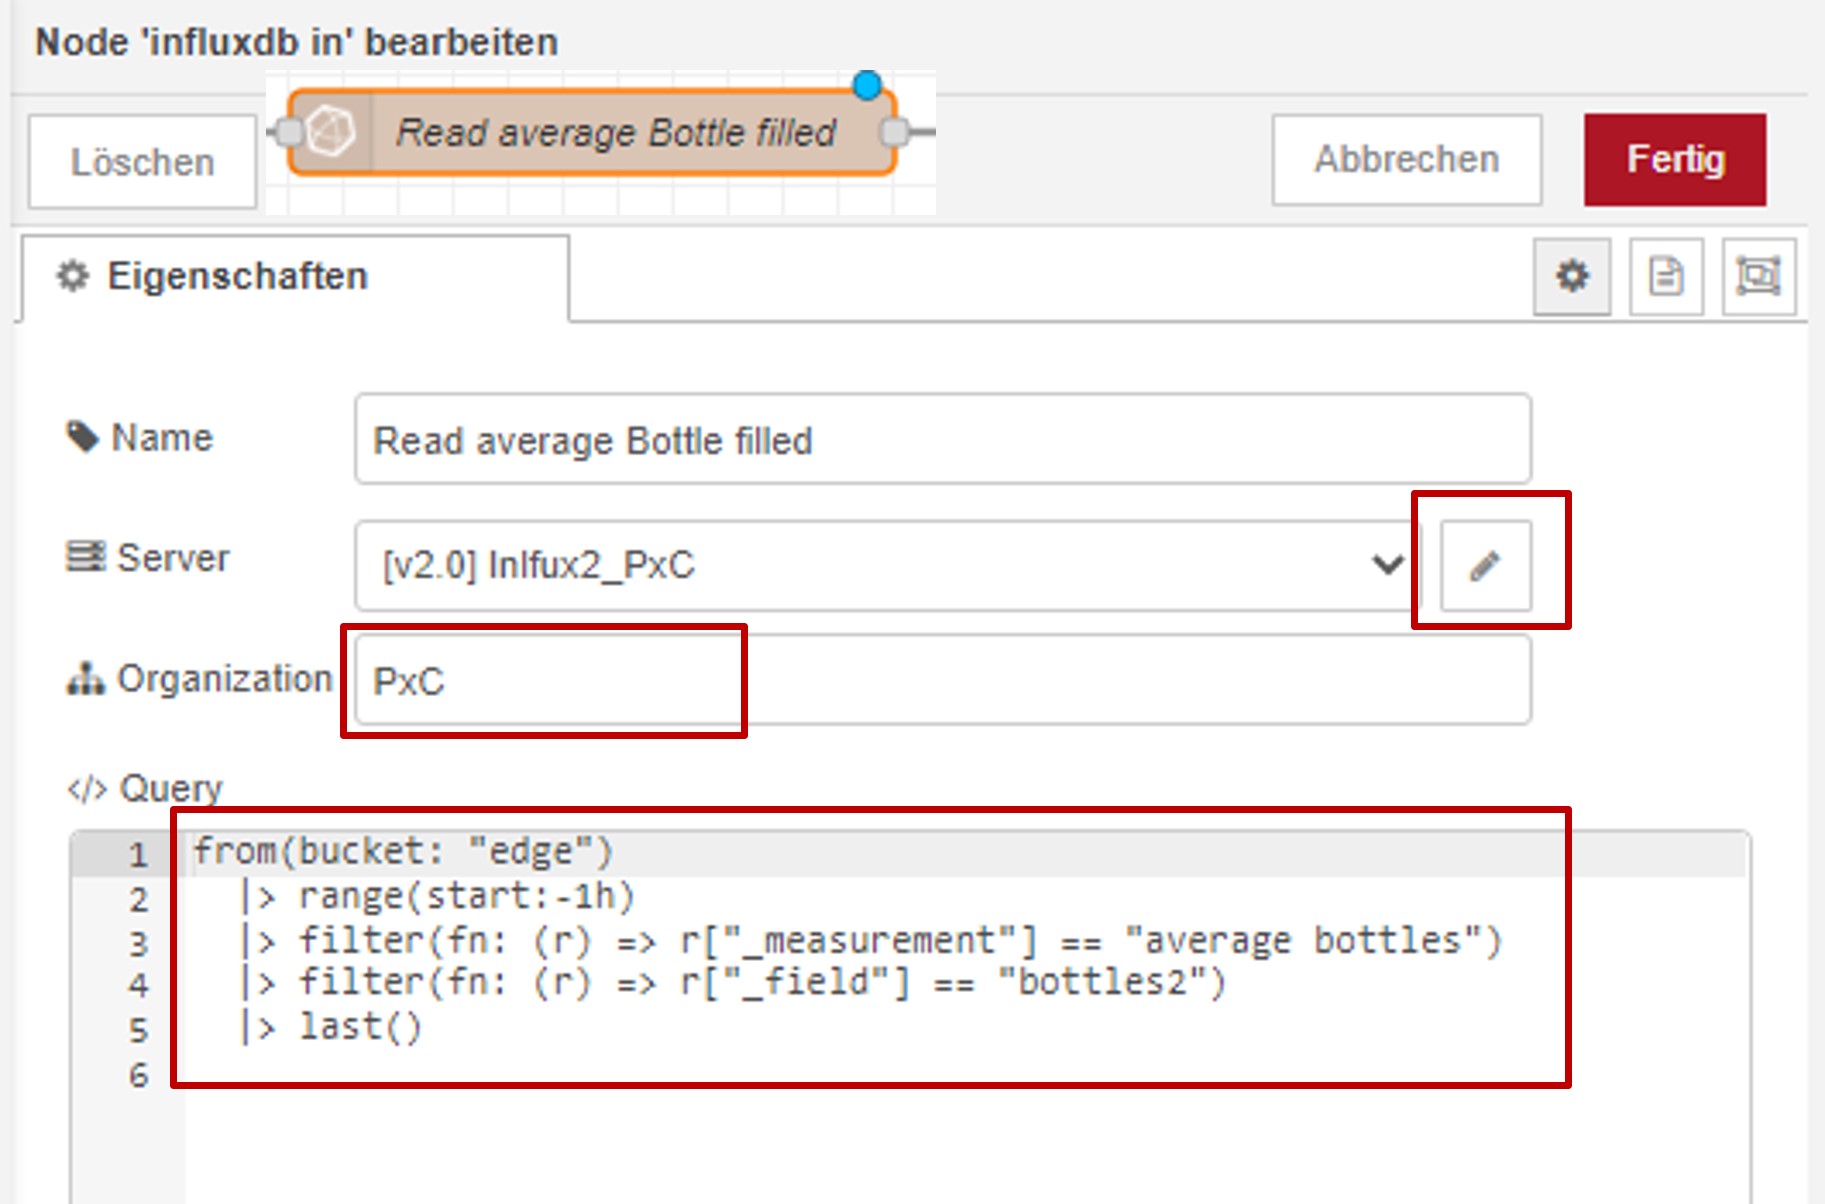 Node 'influxdb in' bearbeiten
Löschen
Read average Bottle filled
Abbrechen
Fertig
Eigenschaften
Name
Read average Bottle filled
Server
[v2.0] Inlfux2_PxC
Organization
PxC
</> Query
1 from(bucket: "edge")
2   |> range(start:-1h)
3   |> filter(fn: (r) => r["_measurement"] == "average bottles")
4   |> filter(fn: (r) => r["_field"] == "bottles2")
5   |> last()
6